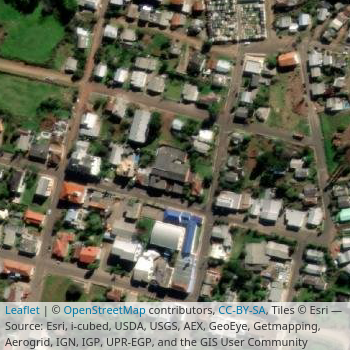 Leaflet | © OpenStreetMap contributors, CC-BY-SA, Tiles © Esri —
Source: Esri, i-cubed, USDA, USGS, AEX, GeoEye, Getmapping,
Aerogrid, IGN, IGP, UPR-EGP, and the GIS User Community